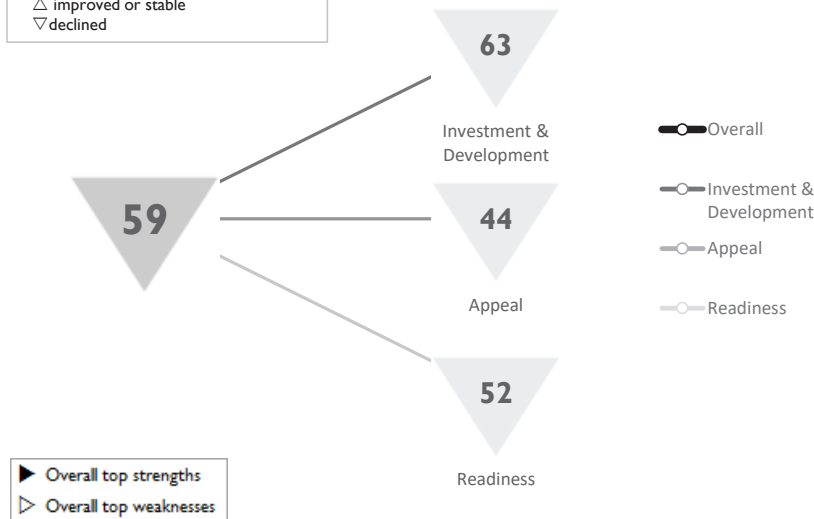 △ improved or stable
▽ declined
63
Investment &
Development
59
44
Appeal
52
Readiness
Overall
Investment &
Development
Appeal
Readiness
▶ Overall top strengths
▷ Overall top weaknesses